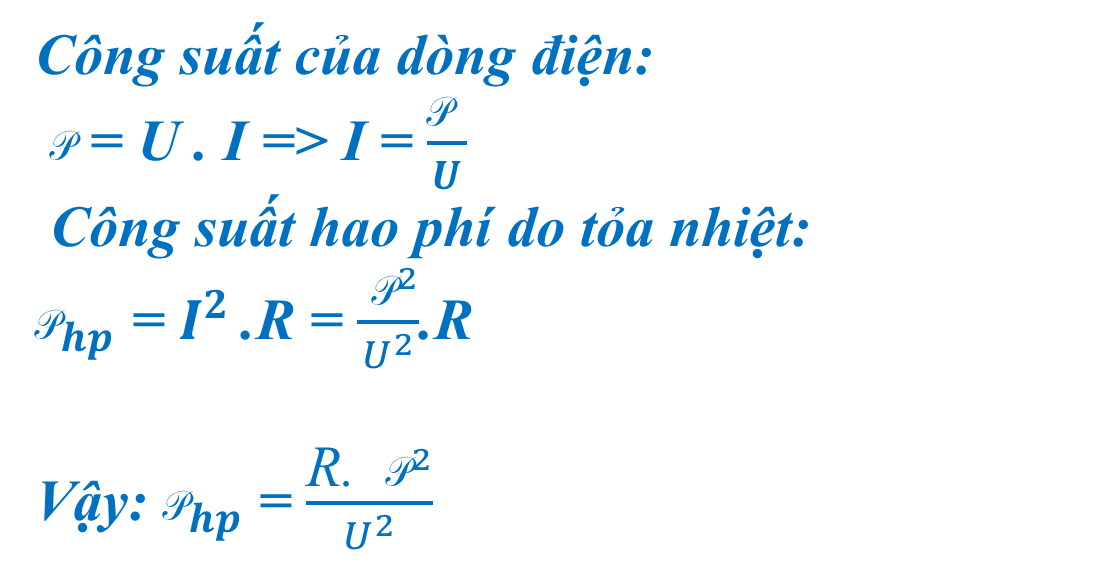 Công suất của dòng điện:
𝒫 = U . I => I = 𝒫/U
Công suất hao phí do tỏa nhiệt:
𝒫hp = I² .R = 𝒫²/U² .R
Vậy: 𝒫hp = R. 𝒫²/U²